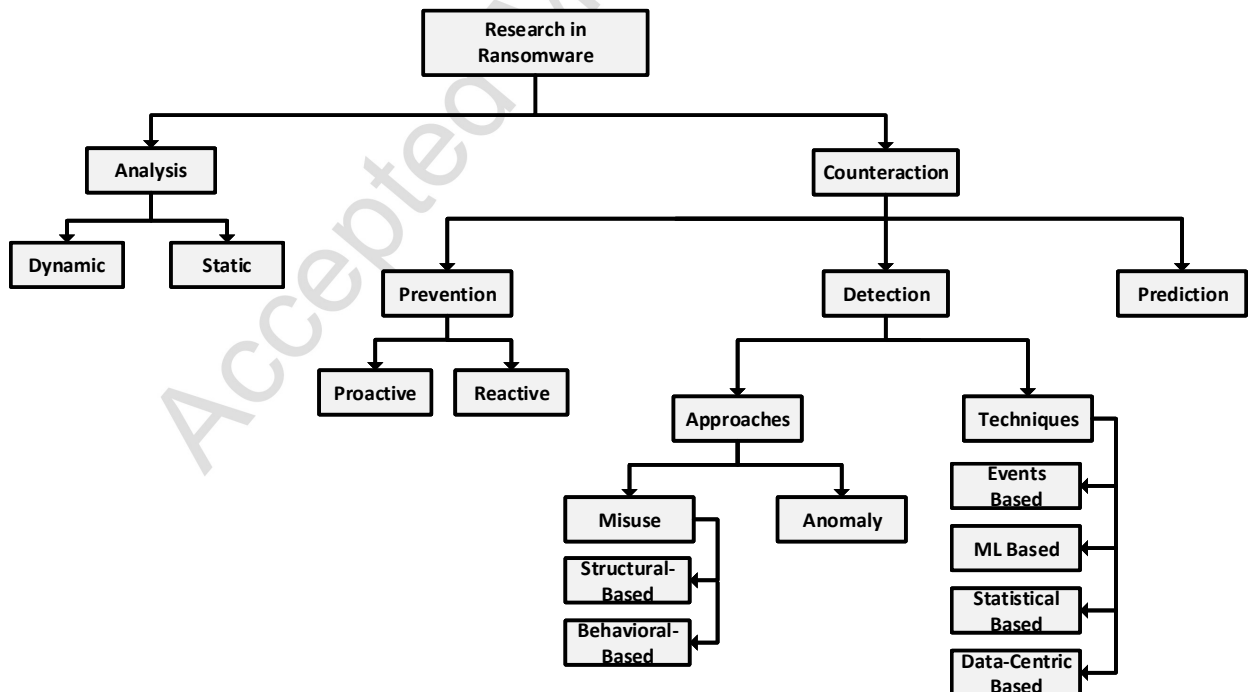 Research in
Ransomware
Analysis
Counteraction
Dynamic
Static
Prevention
Detection
Prediction
Proactive
Reactive
Approaches
Techniques
Misuse
Anomaly
Events
Based
ML Based
Structural-
Based
Statistical
Based
Behavioral-
Based
Data-Centric
Based
Accepted